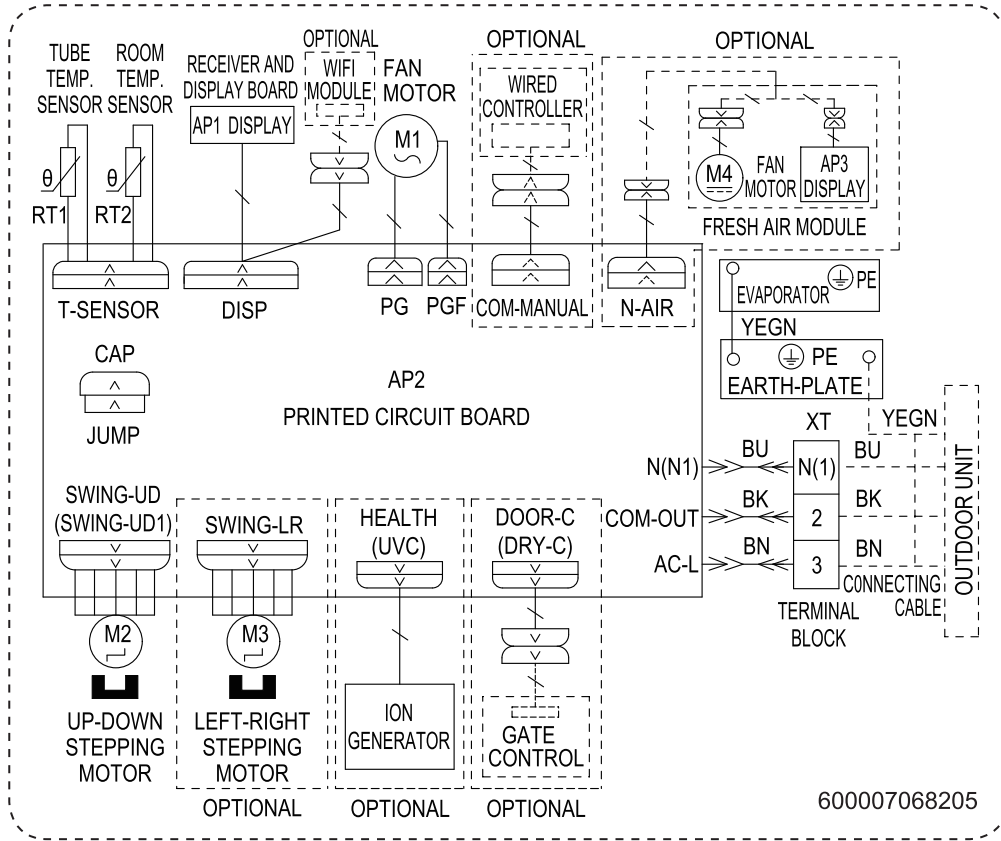 TUBE
TEMP.
SENSOR
ROOM
TEMP.
SENSOR
RECEIVER AND
DISPLAY BOARD
AP1 DISPLAY
OPTIONAL
WIFI
MODULE
FAN
MOTOR
M1
OPTIONAL
WIRED
CONTROLLER
OPTIONAL
M4
FAN
MOTOR
AP3
DISPLAY
FRESH AIR MODULE
θ
RT1
θ
RT2
T-SENSOR
DISP
PG
PGF
COM-MANUAL
N-AIR
EVAPORATOR
PE
YEGN
PE
EARTH-PLATE
CAP
JUMP
AP2
PRINTED CIRCUIT BOARD
XT
YEGN
N(N1)
BU
N(1)
BU
COM-OUT
BK
2
BK
AC-L
BN
3
BN
CONNECTING
CABLE
TERMINAL
BLOCK
OUTDOOR UNIT
SWING-UD
(SWING-UD1)
SWING-LR
HEALTH
(UVC)
DOOR-C
(DRY-C)
M2
UP-DOWN
STEPPING
MOTOR
M3
LEFT-RIGHT
STEPPING
MOTOR
OPTIONAL
ION
GENERATOR
OPTIONAL
GATE
CONTROL
OPTIONAL
600007068205